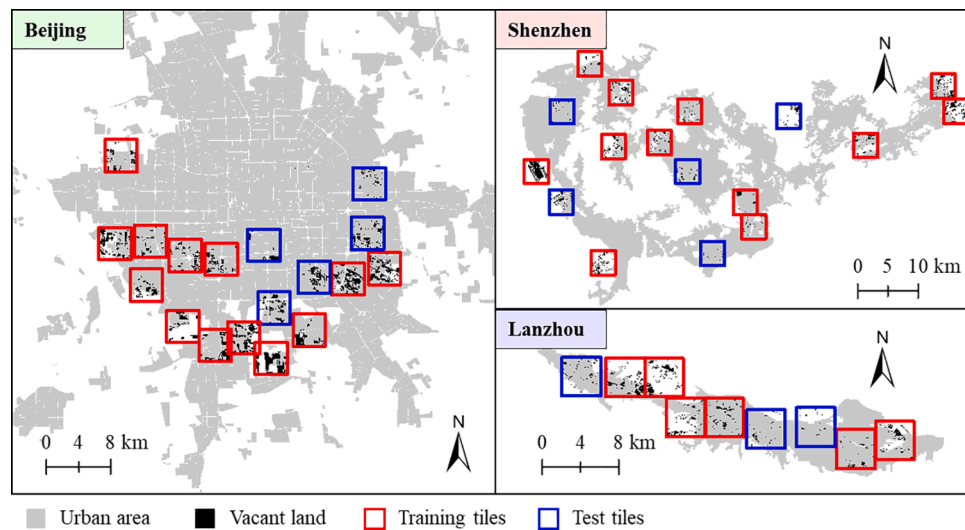 Beijing
N
0 4 8 km
Shenzhen
N
0 5 10 km
Lanzhou
N
0 4 8 km
Urban area Vacant land Training tiles Test tiles